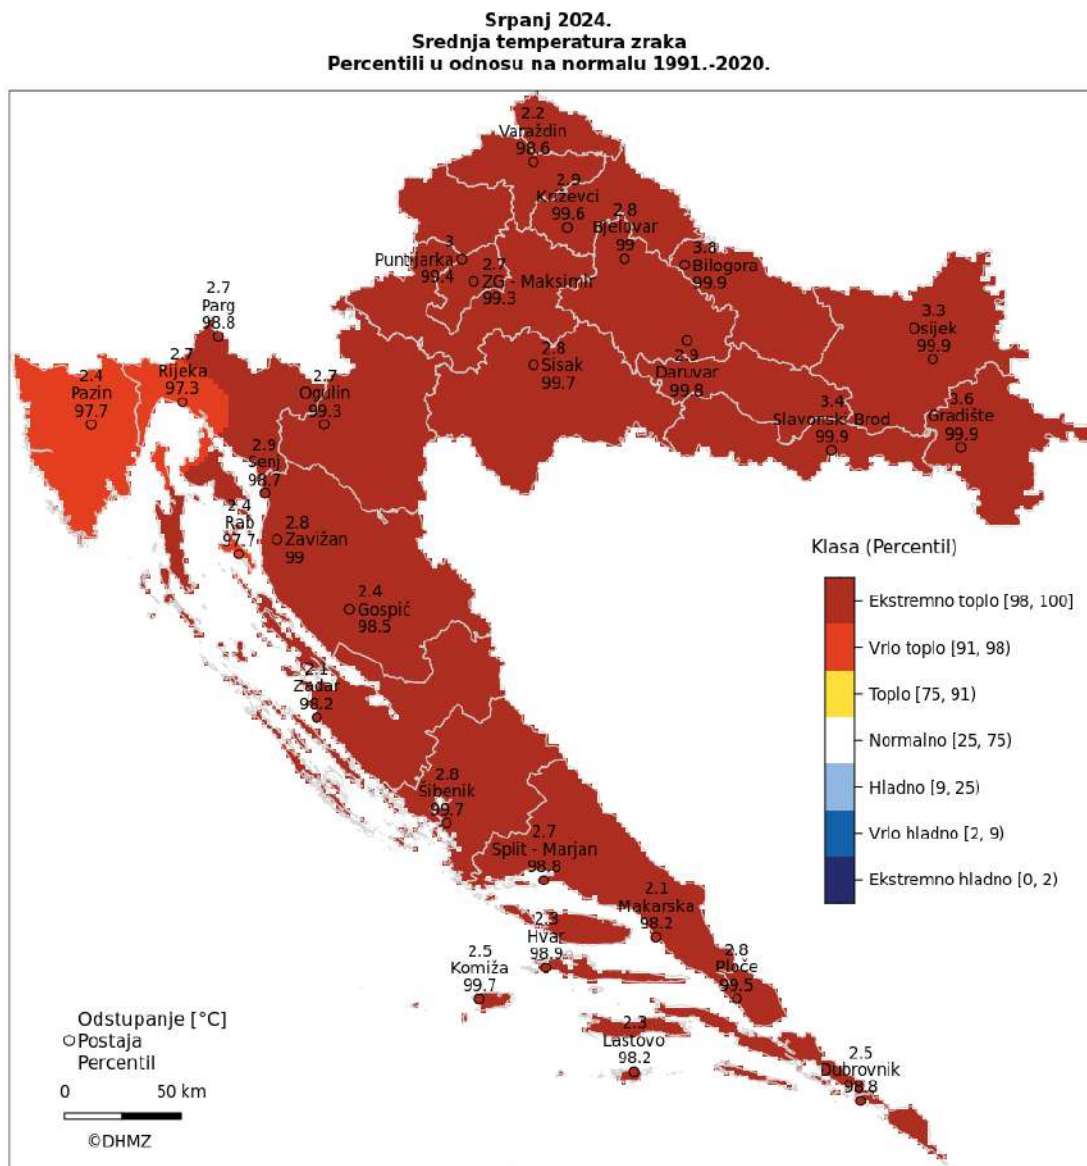 Srpanj 2024.
Srednja temperatura zraka
Percentili u odnosu na normalu 1991.-2020.
2.2
Varaždin
98.6
2.9
Križevci
99.6
2.8
Bjelovar
99
3
Puntijarka
99.4
2.7
ZG - Maksimir
99.3
3.8
Bilogora
99.9
2.7
Parg
98.8
3.3
Osijek
99.9
2.4
Pazin
97.7
2.7
Rijeka
97.3
2.7
Ogulin
99.3
2.8
Sisak
99.7
2.9
Daruvar
99.8
3.4
Slavonski Brod
99.9
3.6
Gradište
99.9
2.9
Senj
98.7
2.4
Rab
97.7
2.8
Zavižan
99
2.4
Gospić
98.5
Klasa (Percentil)
Ekstremno toplo [98, 100]
Vrlo toplo [91, 98)
Toplo [75, 91)
Normalno [25, 75)
Hladno [9, 25)
Vrlo hladno [2, 9)
Ekstremno hladno [0, 2)
2.1
Zadar
98.2
2.8
Šibenik
99.7
2.7
Split - Marjan
98.8
2.1
Makarska
98.2
2.3
Hvar
98.9
2.5
Komiža
99.7
2.8
Ploče
99.5
2.3
Lastovo
98.2
2.5
Dubrovnik
98.8
Odstupanje [°C]
Postaja
Percentil
0 50 km
©DHMZ